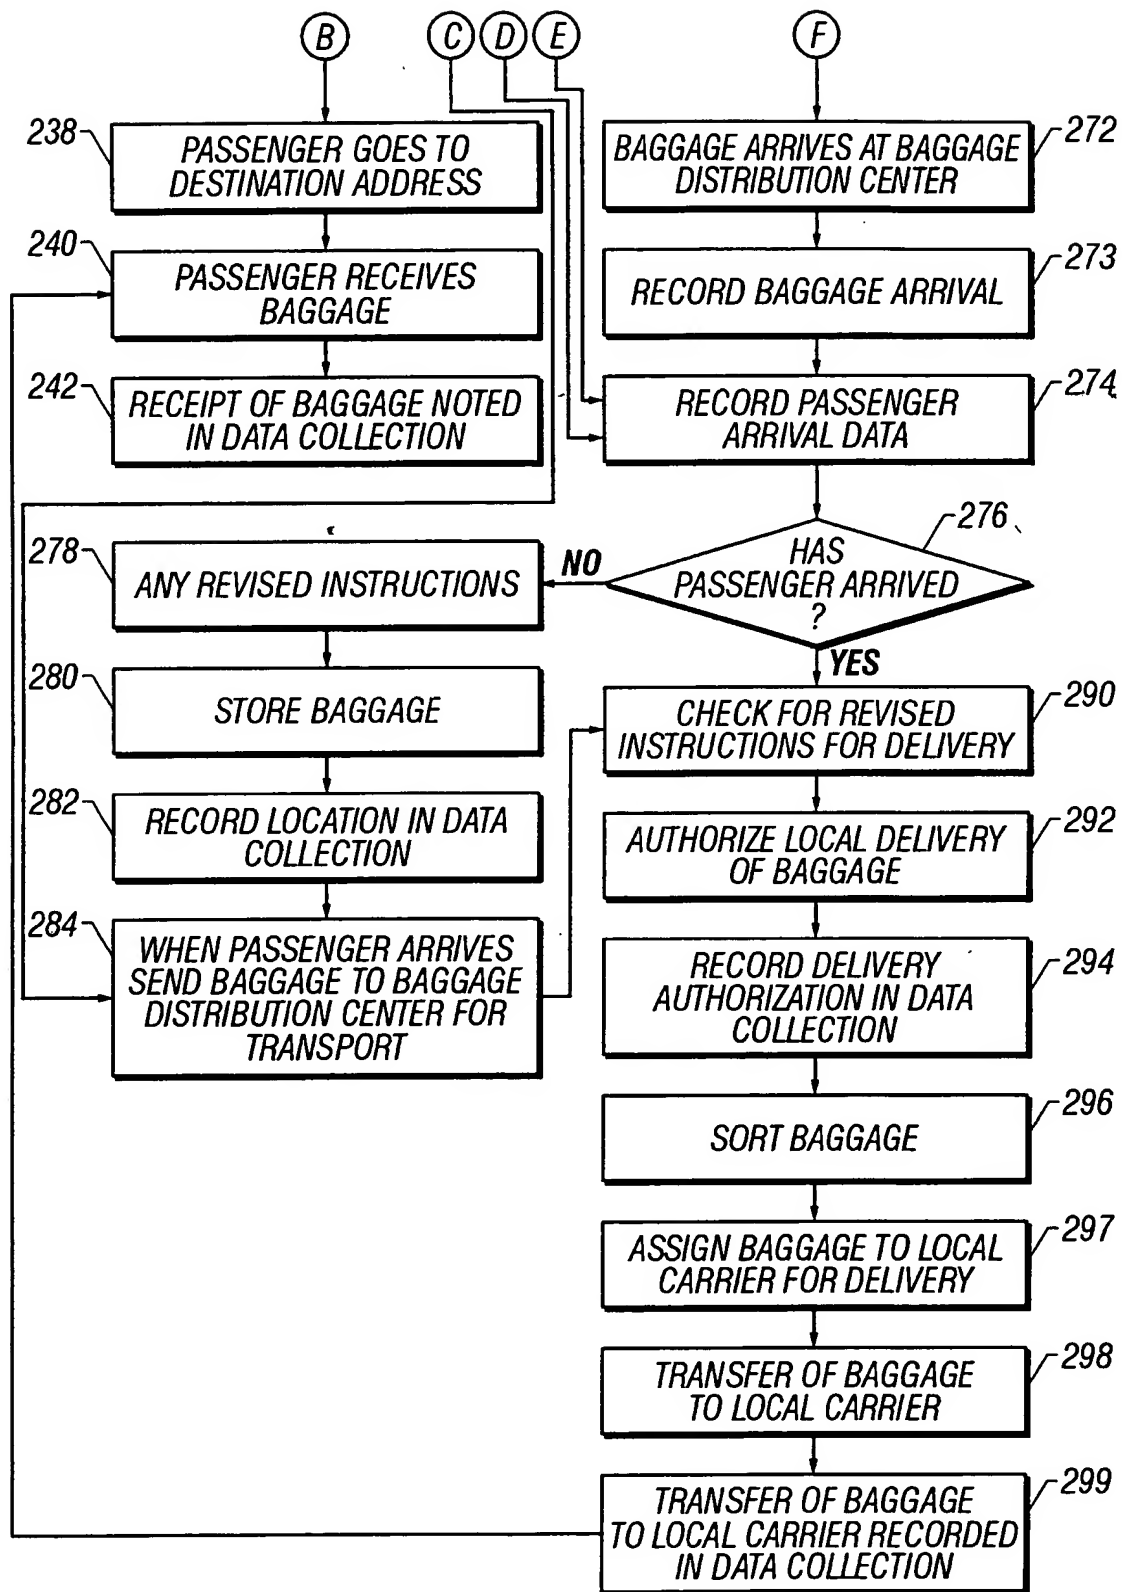 B
C
D
E
F
238
PASSENGER GOES TO
DESTINATION ADDRESS
240
PASSENGER RECEIVES
BAGGAGE
242
RECEIPT OF BAGGAGE NOTED
IN DATA COLLECTION
272
BAGGAGE ARRIVES AT BAGGAGE
DISTRIBUTION CENTER
273
RECORD BAGGAGE ARRIVAL
274
RECORD PASSENGER
ARRIVAL DATA
276
HAS
PASSENGER ARRIVED
?
NO
YES
278
ANY REVISED INSTRUCTIONS
280
STORE BAGGAGE
282
RECORD LOCATION IN DATA
COLLECTION
284
WHEN PASSENGER ARRIVES
SEND BAGGAGE TO BAGGAGE
DISTRIBUTION CENTER FOR
TRANSPORT
290
CHECK FOR REVISED
INSTRUCTIONS FOR DELIVERY
292
AUTHORIZE LOCAL DELIVERY
OF BAGGAGE
294
RECORD DELIVERY
AUTHORIZATION IN DATA
COLLECTION
296
SORT BAGGAGE
297
ASSIGN BAGGAGE TO LOCAL
CARRIER FOR DELIVERY
298
TRANSFER OF BAGGAGE
TO LOCAL CARRIER
299
TRANSFER OF BAGGAGE
TO LOCAL CARRIER RECORDED
IN DATA COLLECTION